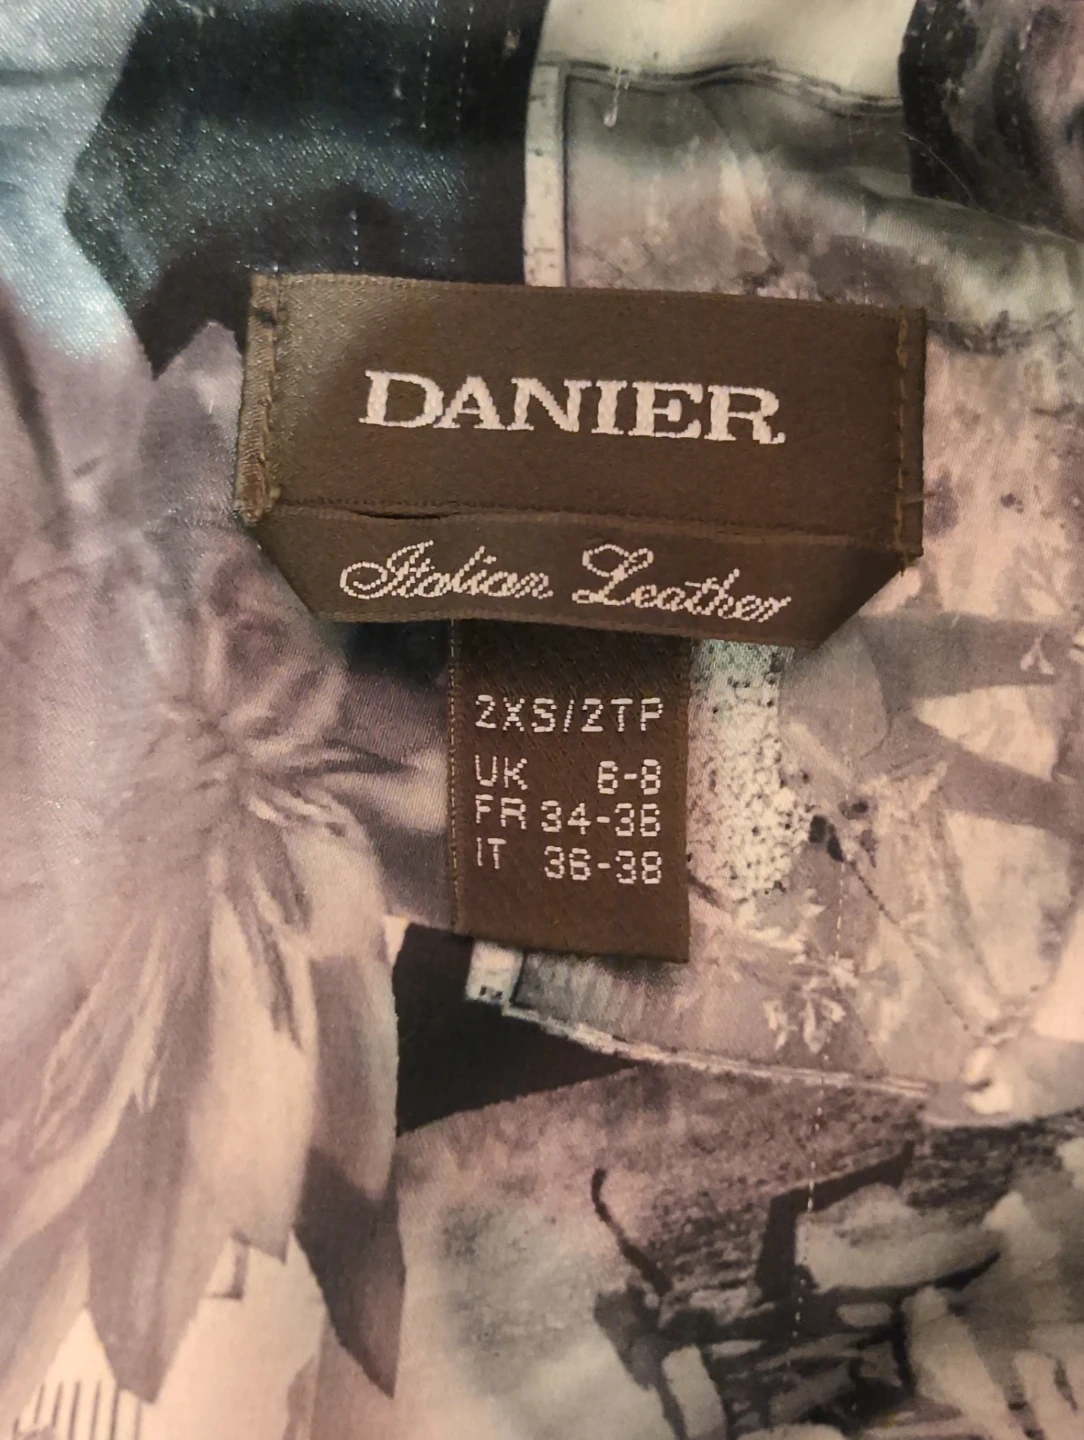 DANIER
Italian Leather
2XS/2TP
UK 6-8
FR 34-36
IT 36-38